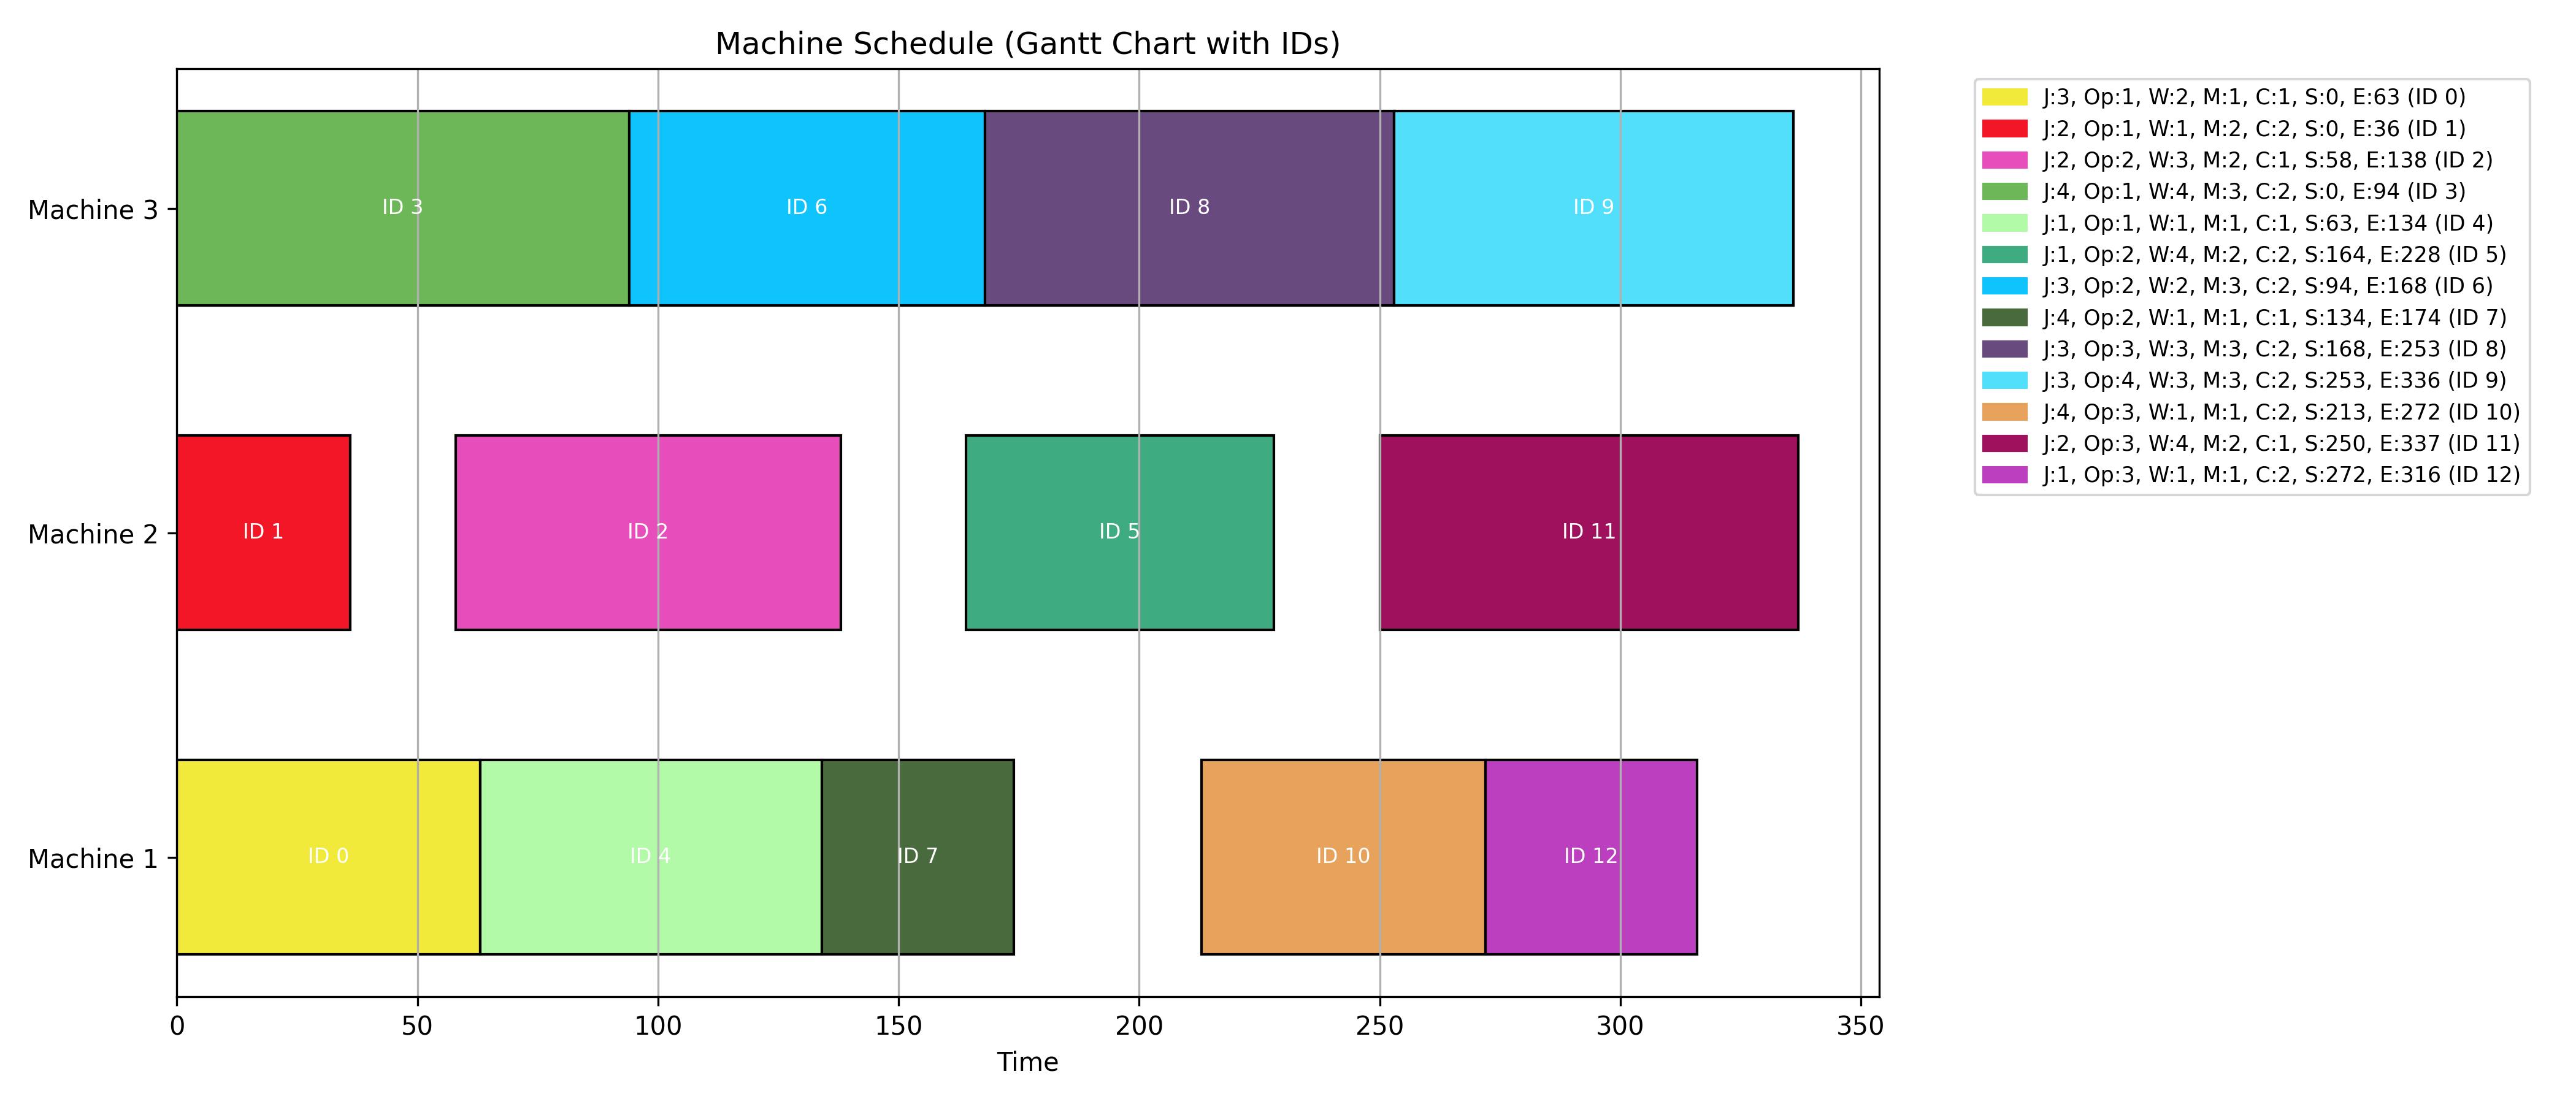 Machine Schedule (Gantt Chart with IDs)
Machine 3
ID 3
ID 6
ID 8
ID 9
Machine 2
ID 1
ID 2
ID 5
ID 11
Machine 1
ID 0
ID 4
ID 7
ID 10
ID 12
0 50 100 150 200 250 300 350
Time
J:3, Op:1, W:2, M:1, C:1, S:0, E:63 (ID 0)
J:2, Op:1, W:1, M:2, C:2, S:0, E:36 (ID 1)
J:2, Op:2, W:3, M:2, C:1, S:58, E:138 (ID 2)
J:4, Op:1, W:4, M:3, C:2, S:0, E:94 (ID 3)
J:1, Op:1, W:1, M:1, C:1, S:63, E:134 (ID 4)
J:1, Op:2, W:4, M:2, C:2, S:164, E:228 (ID 5)
J:3, Op:2, W:2, M:3, C:2, S:94, E:168 (ID 6)
J:4, Op:2, W:1, M:1, C:1, S:134, E:174 (ID 7)
J:3, Op:3, W:3, M:3, C:2, S:168, E:253 (ID 8)
J:3, Op:4, W:3, M:3, C:2, S:253, E:336 (ID 9)
J:4, Op:3, W:1, M:1, C:2, S:213, E:272 (ID 10)
J:2, Op:3, W:4, M:2, C:1, S:250, E:337 (ID 11)
J:1, Op:3, W:1, M:1, C:2, S:272, E:316 (ID 12)